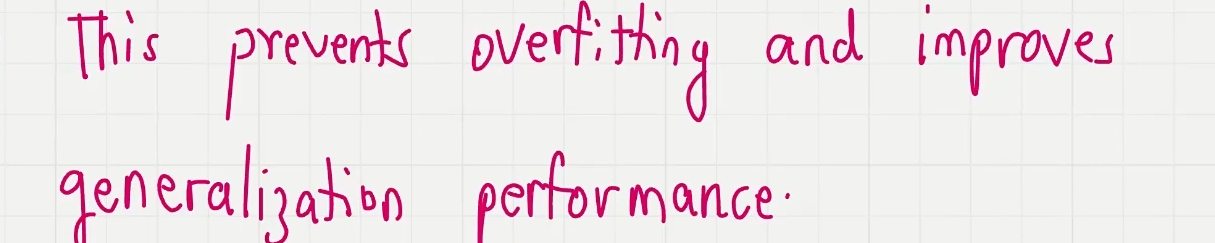 This prevents overfitting and improves
generalization performance.